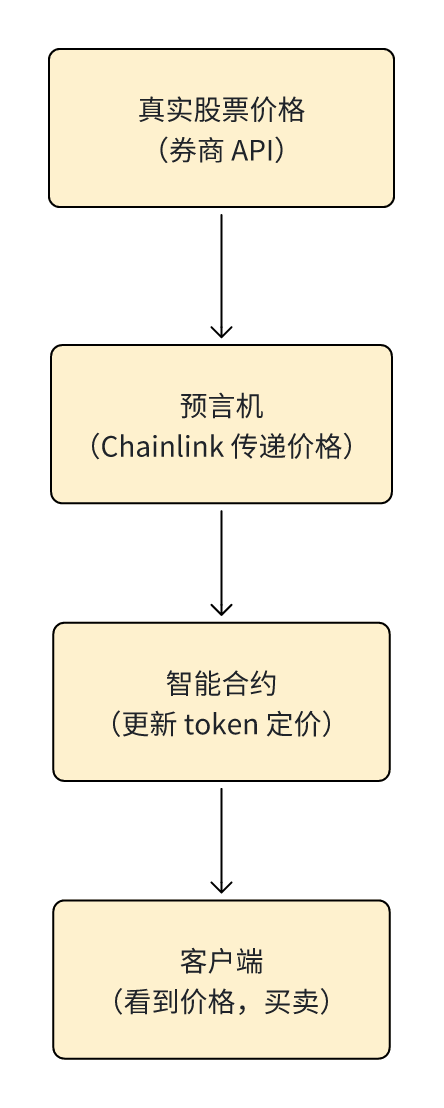 真实股票价格
（券商 API）
预言机
（Chainlink 传递价格）
智能合约
（更新 token 定价）
客户端
（看到价格，买卖）